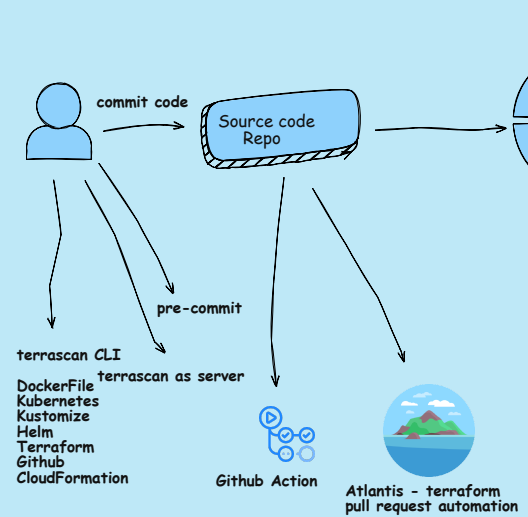 commit code
Source code
Repo
pre-commit
terrascan CLI
terrascan as server
DockerFile
Kubernetes
Kustomize
Helm
Terraform
Github
CloudFormation
Github Action
Atlantis - terraform
pull request automation